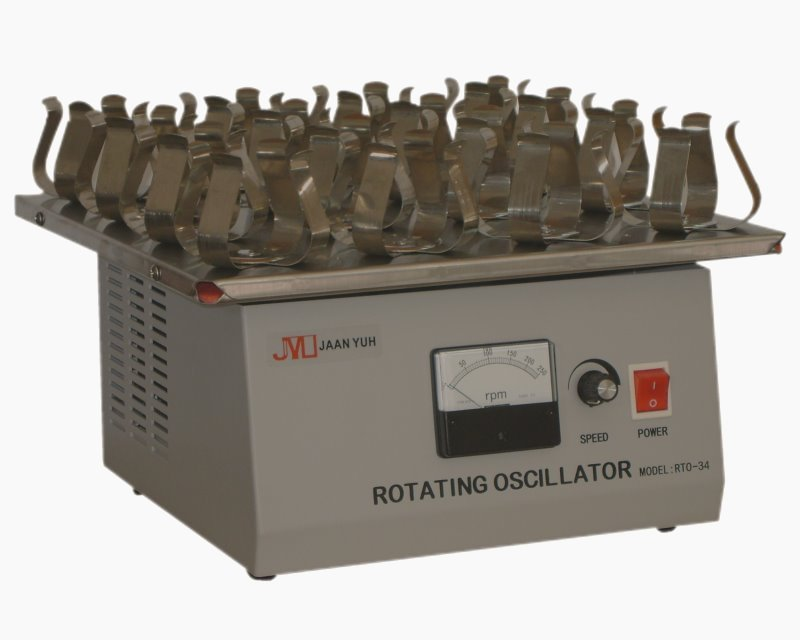 JYU JAAN YUH
50 100 150 200 250
rpm
SPEED
I
O
POWER
ROTATING OSCILLATOR MODEL:RTO-34